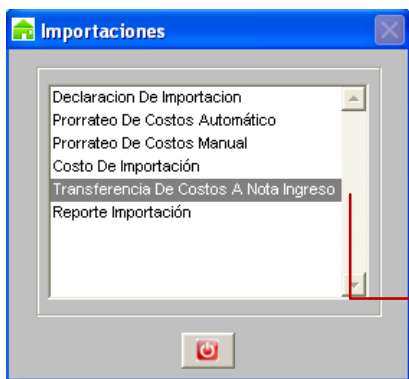 Importaciones
Declaracion De Importacion
Prorrateo De Costos Automático
Prorrateo De Costos Manual
Costo De Importación
Transferencia De Costos A Nota Ingreso
Reporte Importación